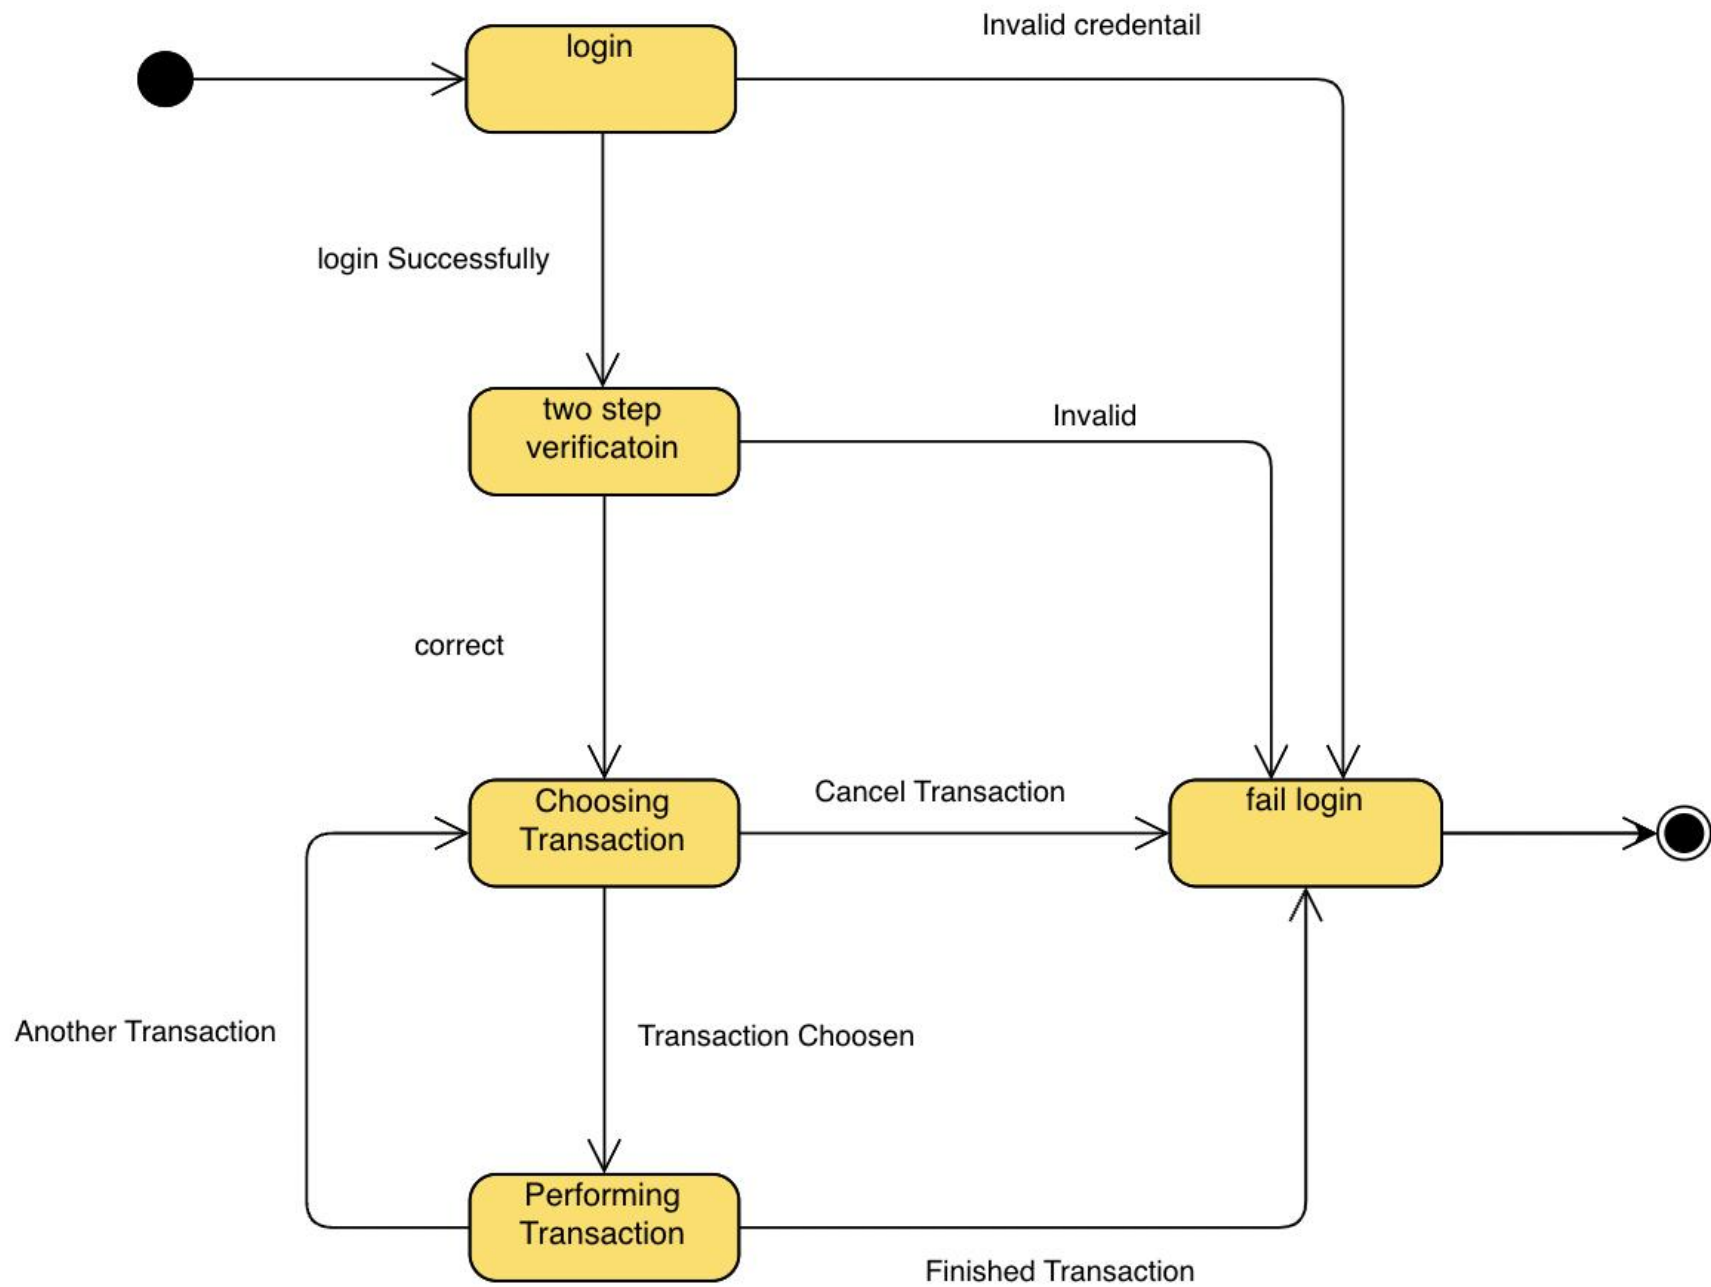 Invalid credentail
login
login Successfully
two step
verificatoin
Invalid
correct
Choosing
Transaction
Cancel Transaction
fail login
Another Transaction
Transaction Choosen
Performing
Transaction
Finished Transaction